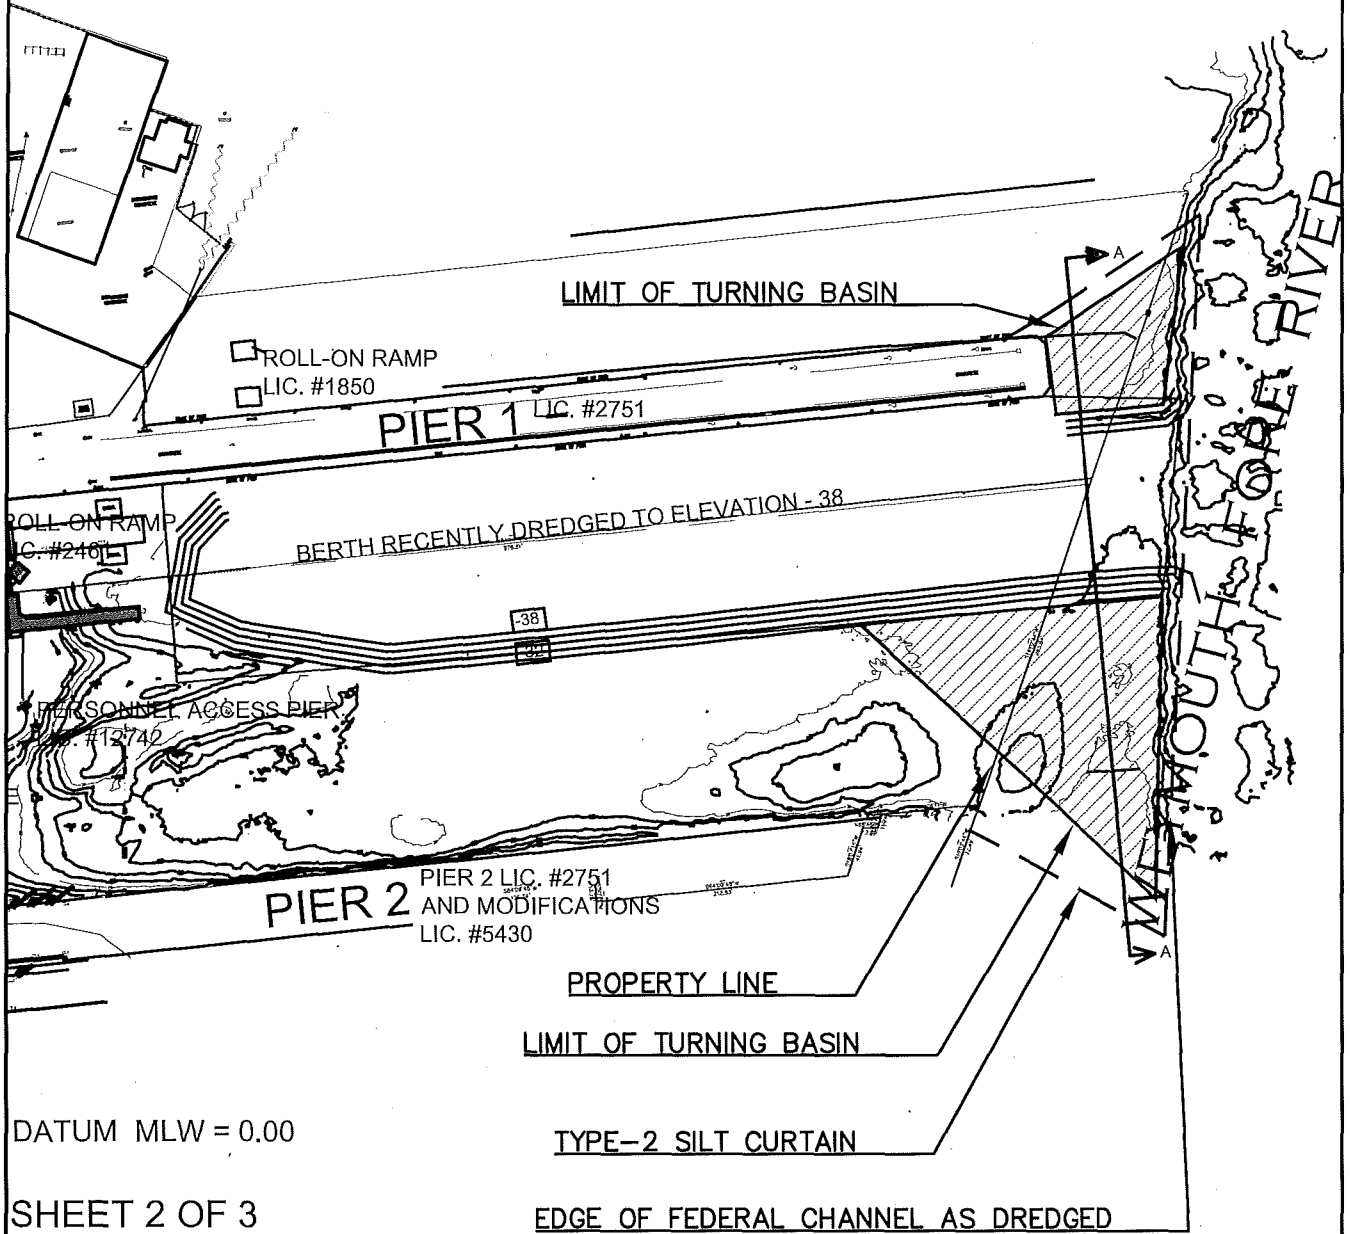 LIMIT OF TURNING BASIN
A
ROLL-ON RAMP
LIC. #1850
PIER 1 LIC. #2751
ROLL-ON RAMP
BERTH RECENTLY DREDGED TO ELEVATION - 38
-38
-32
PERSONNEL ACCESS PIER
#12742
WEYMOUTH FORE RIVER
PIER 2
PIER 2 LIC. #2751
AND MODIFICATIONS
LIC. #5430
A
PROPERTY LINE
LIMIT OF TURNING BASIN
DATUM MLW = 0.00
TYPE-2 SILT CURTAIN
SHEET 2 OF 3
EDGE OF FEDERAL CHANNEL AS DREDGED